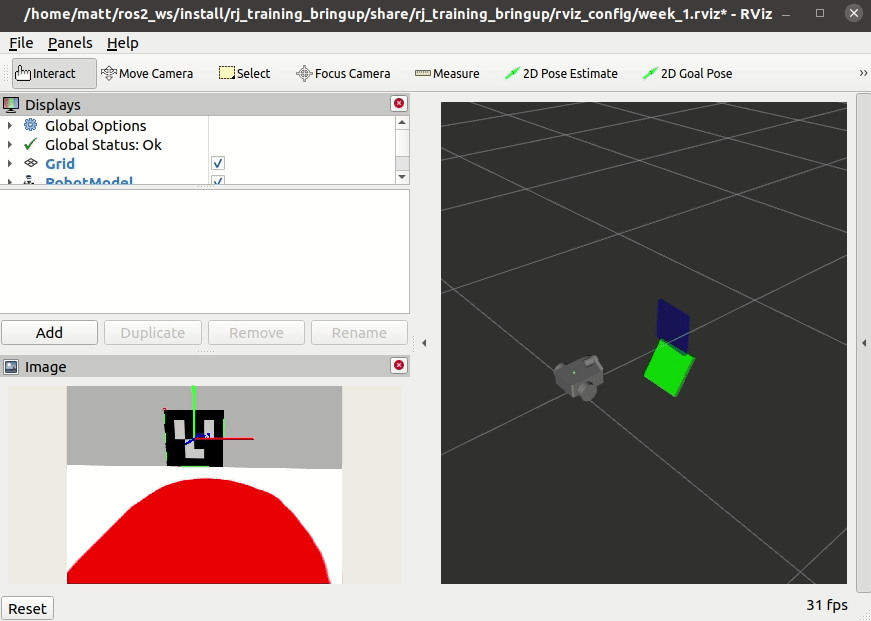 /home/matt/ros2_ws/install/rj_training_bringup/share/rj_training_bringup/rviz_config/week_1.rviz* - RViz
File Panels Help
Interact Move Camera Select Focus Camera Measure 2D Pose Estimate 2D Goal Pose »
Displays
Global Options
Global Status: Ok
Grid
RobotModel
Add Duplicate Remove Rename
Image
Reset
31 fps